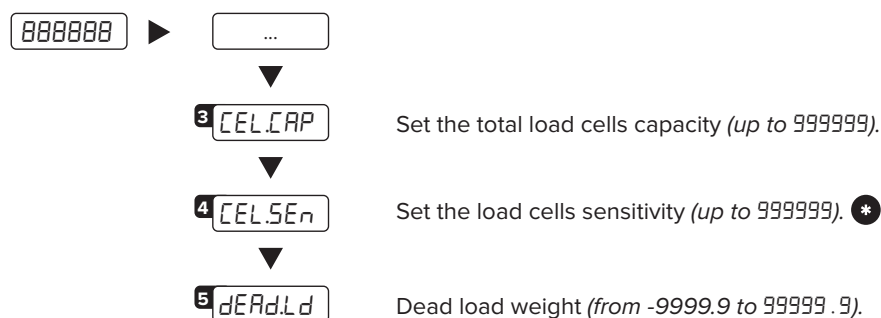 888888 ...
3 CEL.CAP Set the total load cells capacity (up to 999999).
4 CEL.SEn Set the load cells sensitivity (up to 999999). *
5 dEAd.Ld Dead load weight (from -9999.9 to 99999.9).